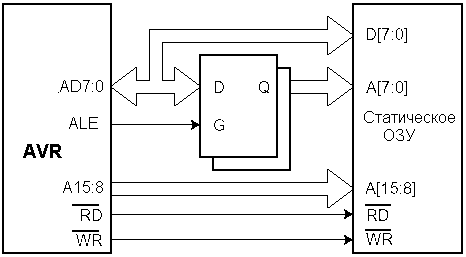 D[7:0]
AD7:0 D Q A[7:0]
ALE G Статическое
ОЗУ
AVR
A15:8 A[15:8]
RD RD
WR WR